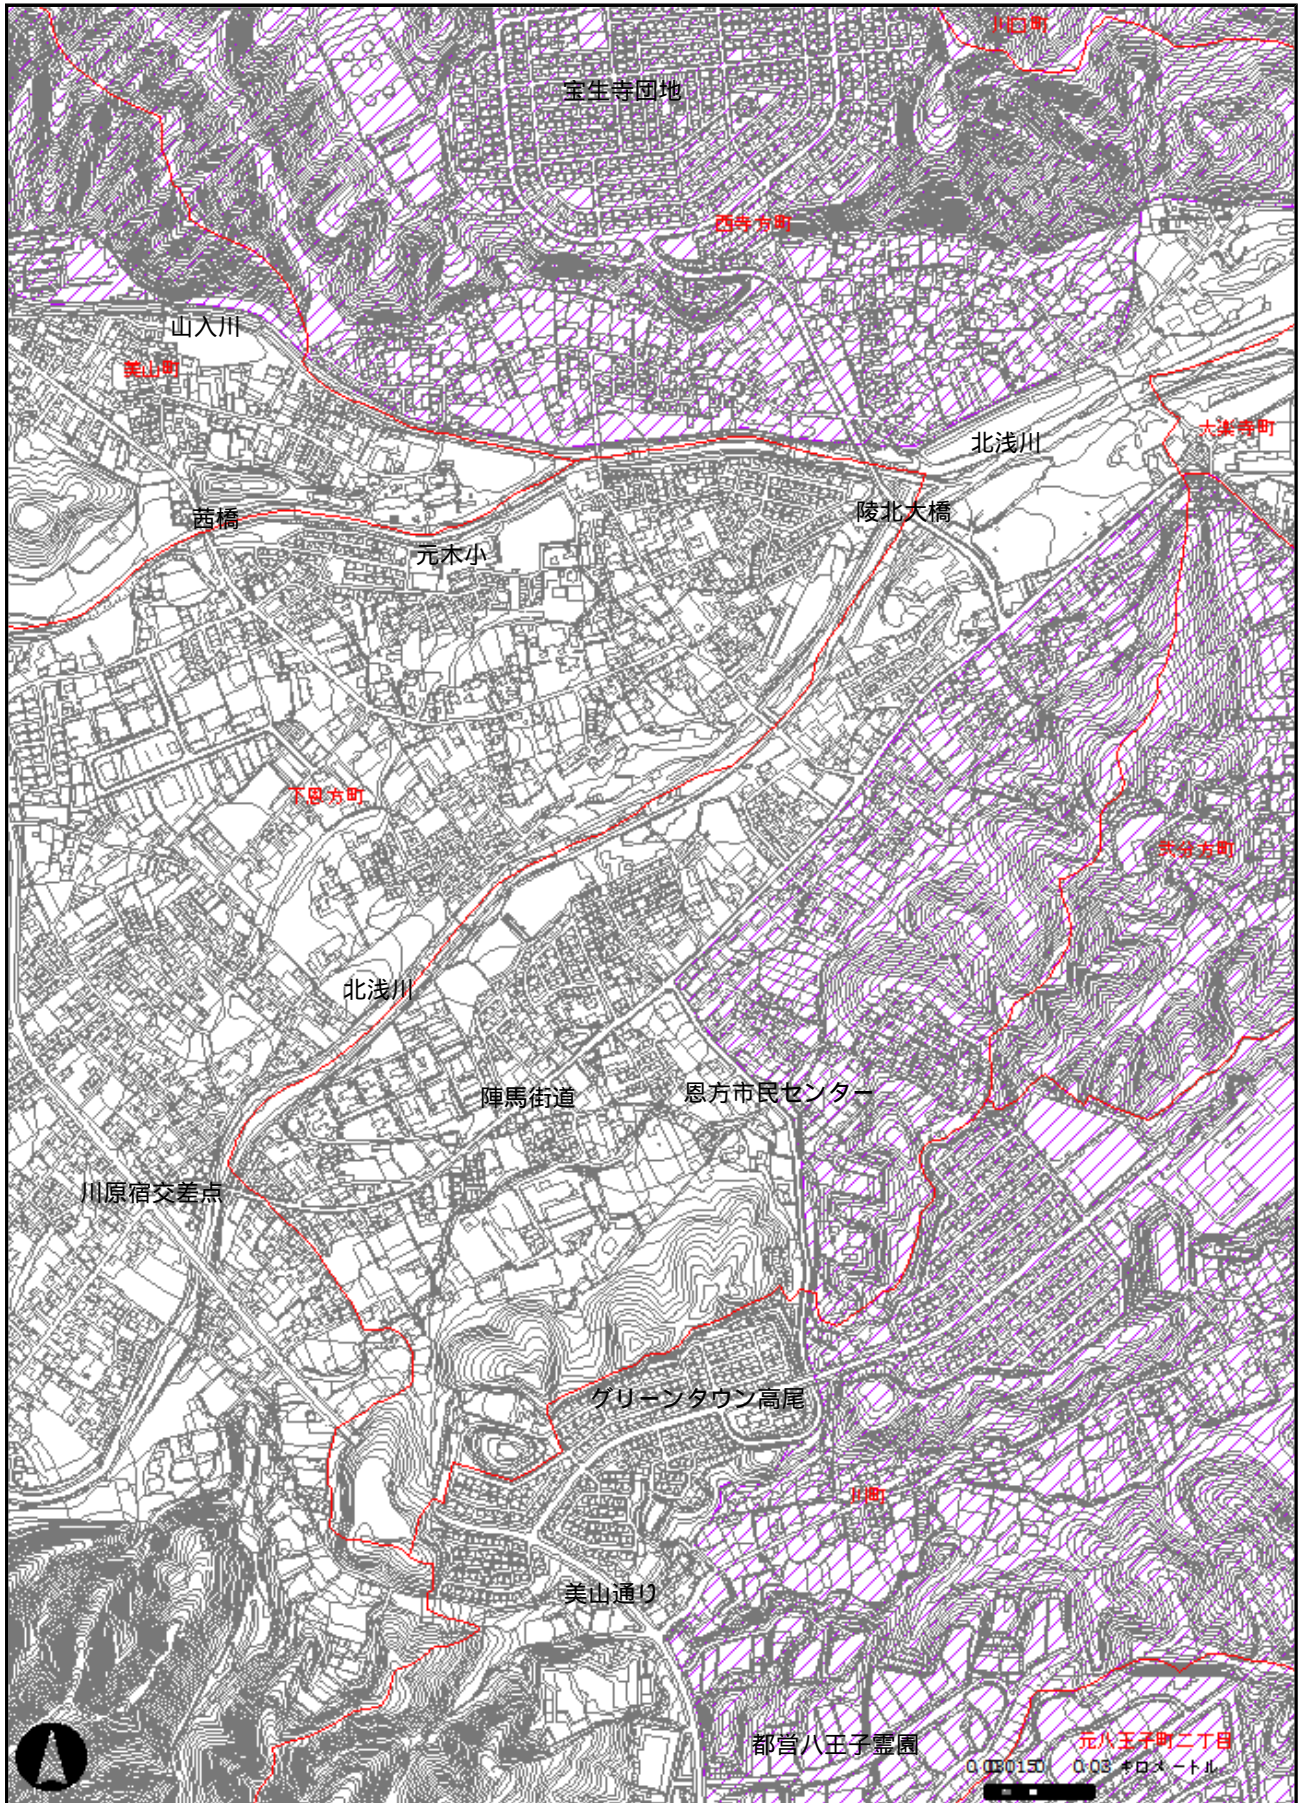 川口町
宝生寺団地
西寺方町
山入川
美山町
大楽寺町
北浅川
陵北大橋
茜橋
元木小
下恩方町
弐分方町
北浅川
陣馬街道
恩方市民センター
川原宿交差点
グリーンタウン高尾
川町
美山通り
都営八王子霊園
元八王子町二丁目
0.03 キロメートル